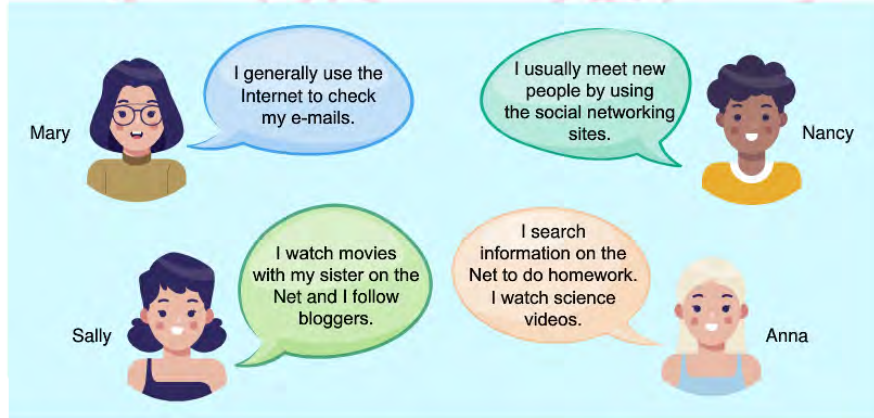 I generally use the
Internet to check
my e-mails.
Mary
I usually meet new
people by using
the social networking
sites.
Nancy
I watch movies
with my sister on the
Net and I follow
bloggers.
Sally
I search
information on the
Net to do homework.
I watch science
videos.
Anna